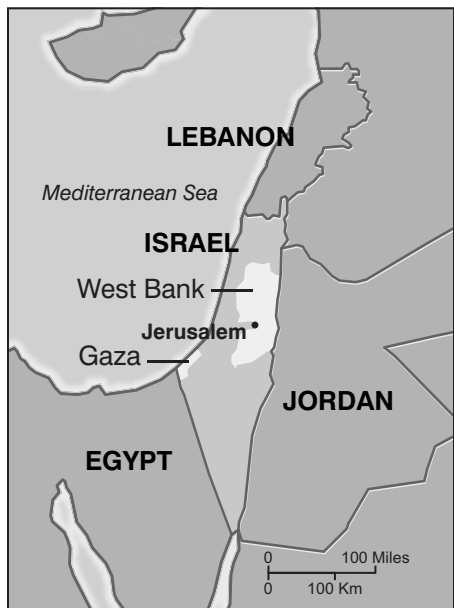 LEBANON
Mediterranean Sea
ISRAEL
West Bank
Jerusalem
Gaza
JORDAN
EGYPT
0 100 Miles
0 100 Km